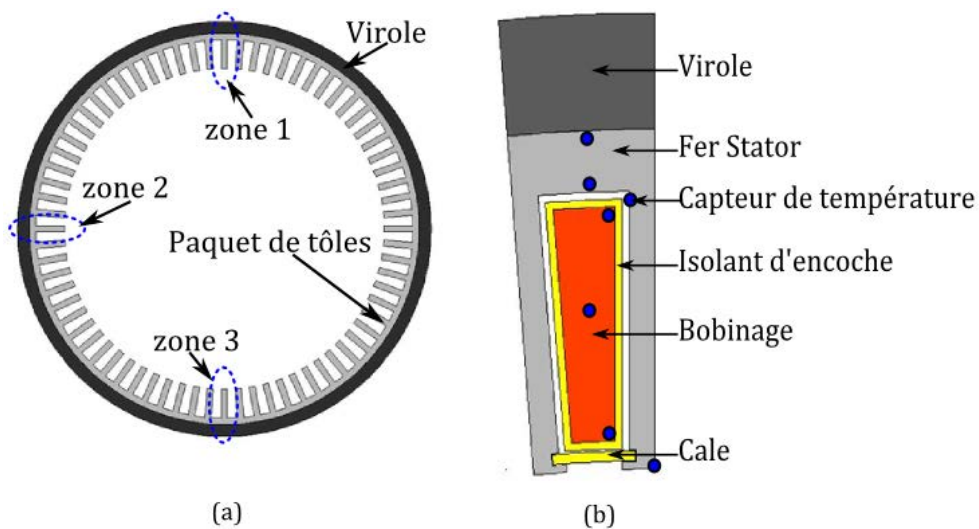 Virole
zone 1
zone 2
Paquet de tôles
zone 3
(a)
Virole
Fer Stator
Capteur de température
Isolant d'encoche
Bobinage
Cale
(b)